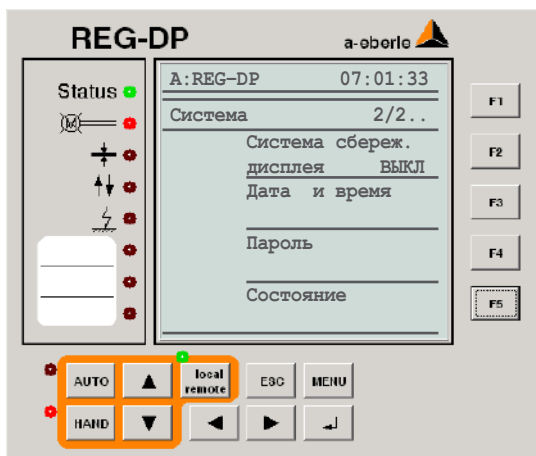 REG-DP
a-eberle
Status
A:REG-DP 07:01:33
Система 2/2..
Система сбереж.
дисплея ВЫКЛ
Дата и время
Пароль
Состояние
F1
F2
F3
F4
F5
M
AUTO
local
remote
ESC
MENU
HAND